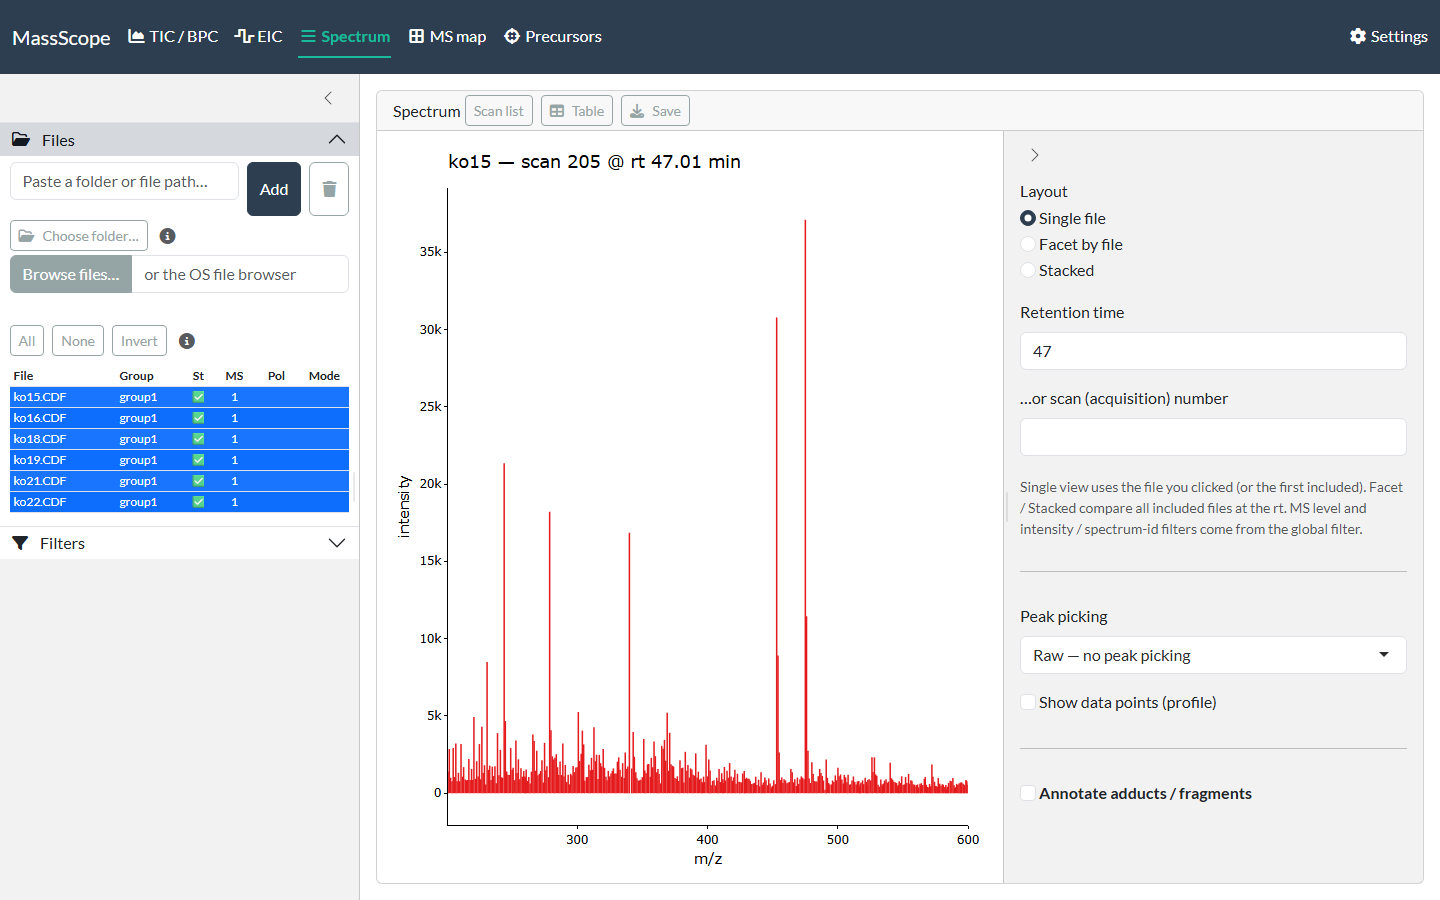 MassScope TIC / BPC EIC Spectrum MS map Precursors Settings
Files
Paste a folder or file path... Add
Choose folder...
Browse files... or the OS file browser
All None Invert
File Group St MS Pol Mode
ko15.CDF group1 1
ko16.CDF group1 1
ko18.CDF group1 1
ko19.CDF group1 1
ko21.CDF group1 1
ko22.CDF group1 1
Filters
Spectrum Scan list Table Save
ko15 — scan 205 @ rt 47.01 min
35k
30k
25k
20k
15k
10k
5k
0
intensity
300 400 500 600
m/z
Layout
Single file
Facet by file
Stacked
Retention time
47
...or scan (acquisition) number
Single view uses the file you clicked (or the first included). Facet
/ Stacked compare all included files at the rt. MS level and
intensity / spectrum-id filters come from the global filter.
Peak picking
Raw — no peak picking
Show data points (profile)
Annotate adducts / fragments